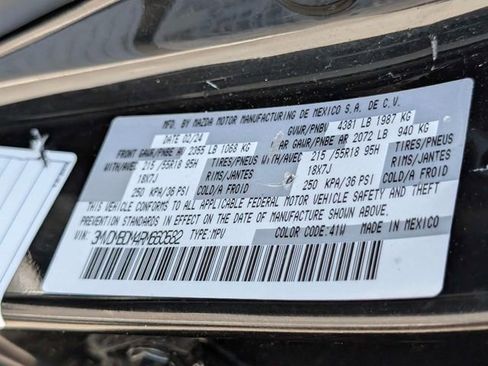 MFD. BY MAZDA MOTOR MANUFACTURING DE MEXICO S.A. DE C.V.
DATE 02/24 GVWR/PNBV 4381 LB 1987 KG
FRONT GAWR/PNBE AV 2355 LB 1068 KG AR GAWR/PNBE AR 2072 LB 940 KG
WITH/AVEC 215 /55R18 95H TIRES/PNEUS WITH/AVEC 215 /55R18 95H TIRES/PNEUS
18X7J RIMS/JANTES 18X7J RIMS/JANTES
250 KPA/36 PSI COLD/A FROID 250 KPA/36 PSI COLD/A FROID
THIS VEHICLE CONFORMS TO ALL APPLICABLE FEDERAL MOTOR VEHICLE SAFETY AND THEFT
PREVENTION STANDARDS IN EFFECT ON THE DATE OF MANUFACTURE SHOWN ABOVE.
VIN: TYPE:MPV COLOR CODE:41W MADE IN MEXICO